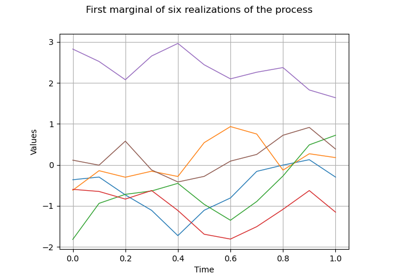 First marginal of six realizations of the process
3
2
1
0
−1
−2
Values
0.0 0.2 0.4 0.6 0.8 1.0
Time